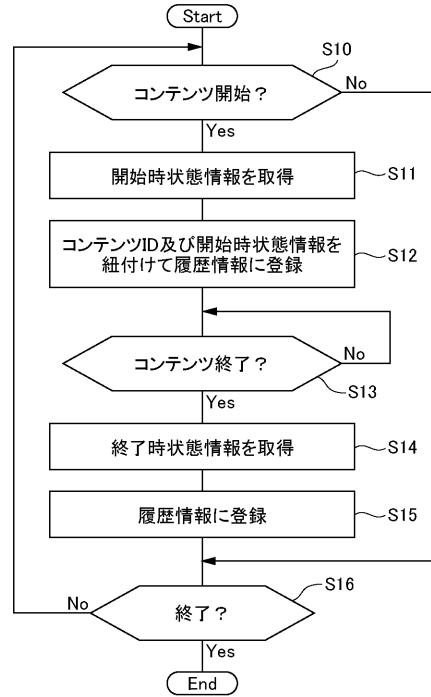 Start
S10
コンテンツ開始？
No
Yes
開始時状態情報を取得
S11
コンテンツID及び開始時状態情報を
紐付けて履歴情報に登録
S12
コンテンツ終了？
No
S13
Yes
終了時状態情報を取得
S14
履歴情報に登録
S15
S16
No
終了？
Yes
End